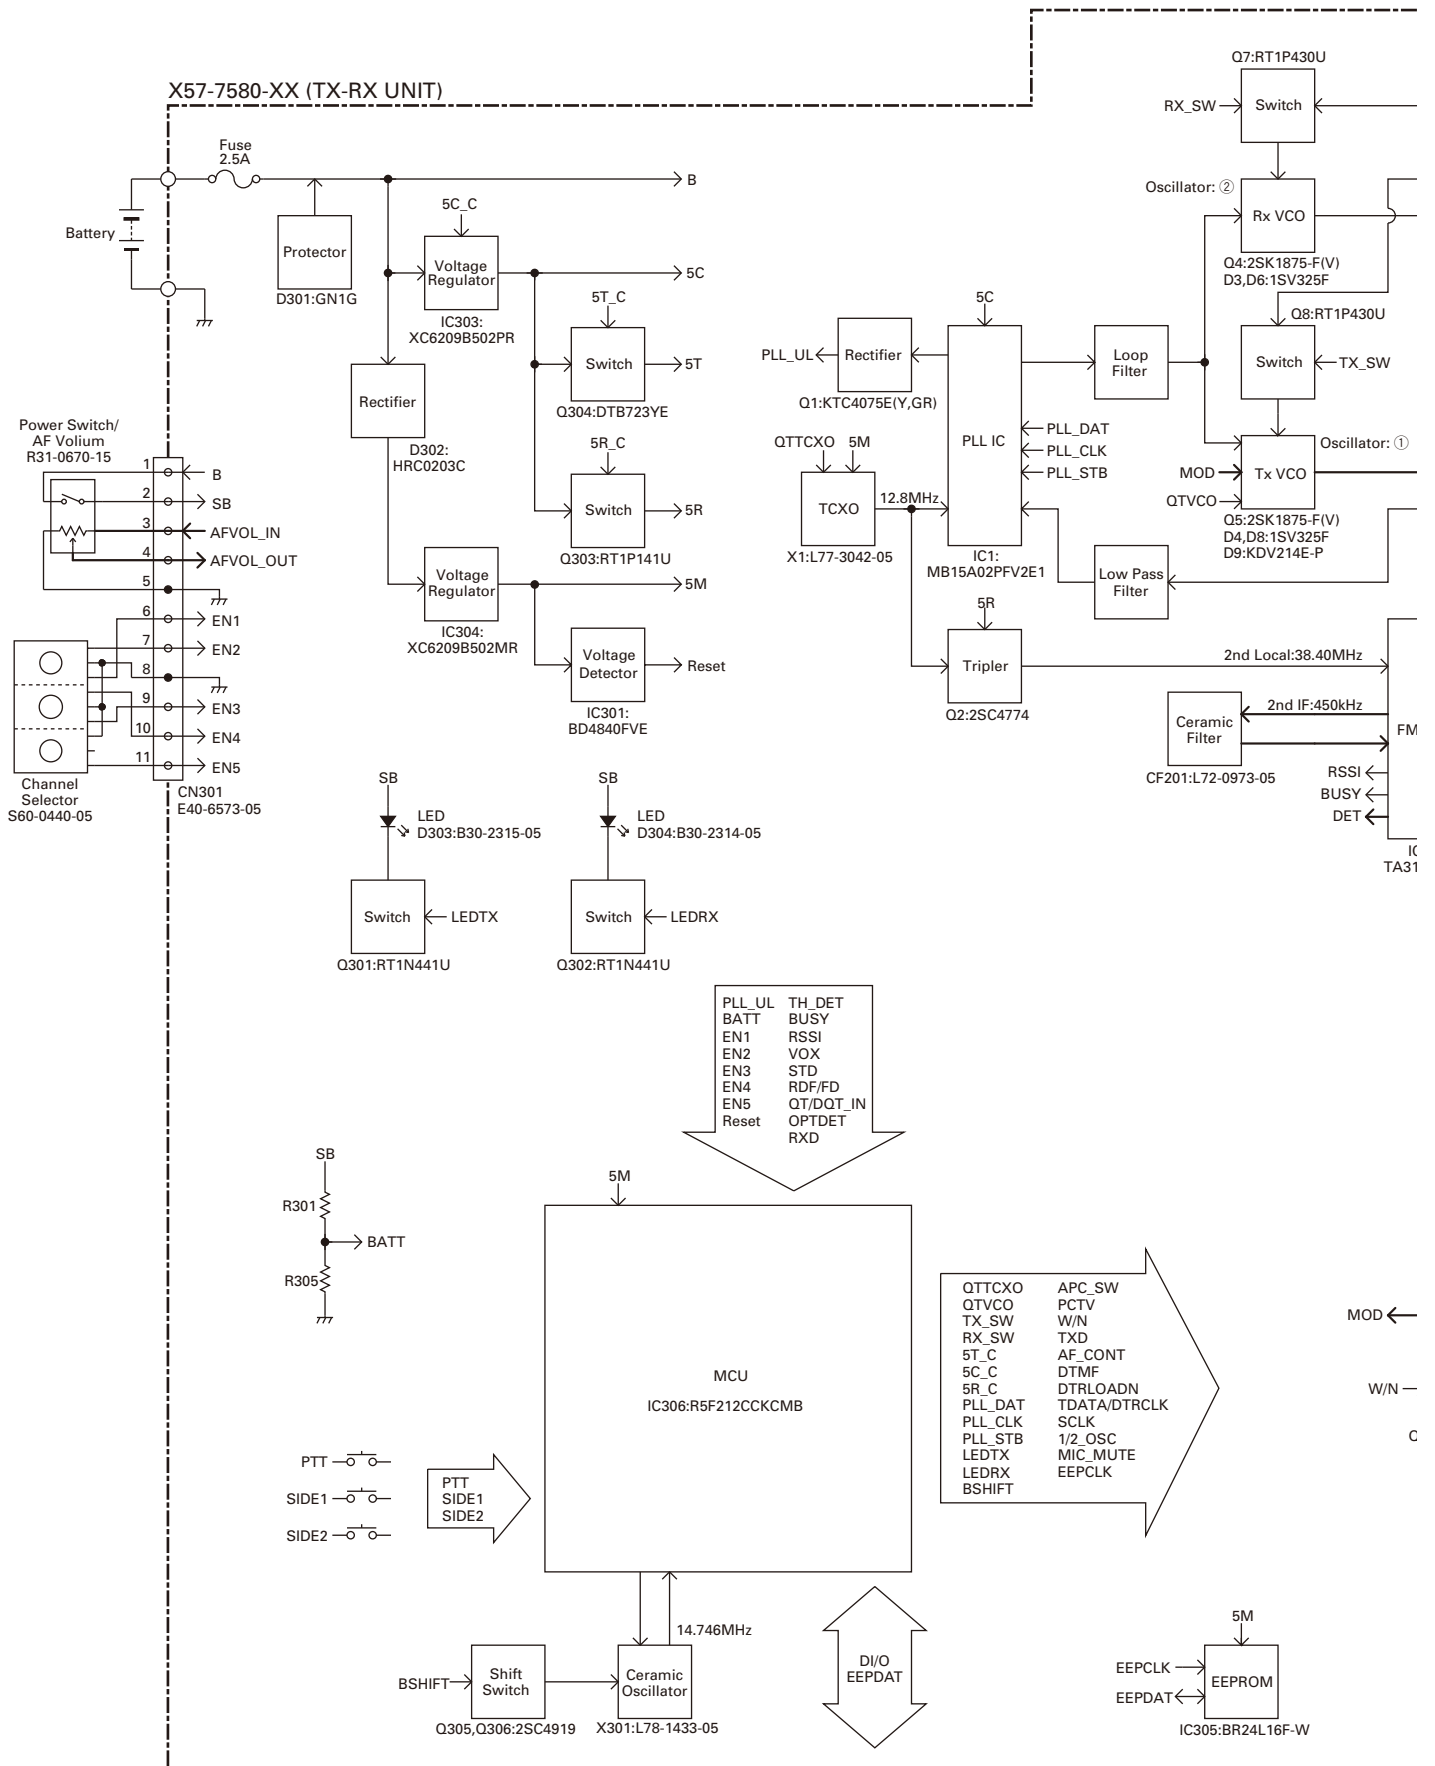 X57-7580-XX (TX-RX UNIT)
Q7:RT1P430U
RX_SW
Switch
Fuse
2.5A
B
Battery
Protector
D301:GN1G
5C_C
Voltage
Regulator
IC303:
XC6209B502PR
5C
5T_C
Switch
5T
Q304:DTB723YE
5R_C
Switch
5R
Q303:RT1P141U
Rectifier
D302:
HRC0203C
Voltage
Regulator
IC304:
XC6209B502MR
5M
Voltage
Detector
Reset
IC301:
BD4840FVE
Oscillator: ②
Rx VCO
Q4:2SK1875-F(V)
D3,D6:1SV325F
Q8:RT1P430U
Switch
TX_SW
Oscillator: ①
MOD
Tx VCO
QTVCO
Q5:2SK1875-F(V)
D4,D8:1SV325F
D9:KDV214E-P
5C
PLL_UL
Rectifier
Q1:KTC4075E(Y,GR)
PLL IC
Loop
Filter
PLL_DAT
PLL_CLK
PLL_STB
QTTCXO
5M
TCXO
12.8MHz
X1:L77-3042-05
IC1:
MB15A02PFV2E1
Low Pass
Filter
5R
Tripler
Q2:2SC4774
2nd Local:38.40MHz
2nd IF:450kHz
Ceramic
Filter
CF201:L72-0973-05
FM
RSSI
BUSY
DET
IC
TA31
Power Switch/
AF Volium
R31-0670-15
1
B
2
SB
3
AFVOL_IN
4
AFVOL_OUT
5
6
EN1
7
EN2
8
9
EN3
10
EN4
11
EN5
Channel
Selector
S60-0440-05
CN301
E40-6573-05
SB
LED
D303:B30-2315-05
Switch
LEDTX
Q301:RT1N441U
SB
LED
D304:B30-2314-05
Switch
LEDRX
Q302:RT1N441U
PLL_UL TH_DET
BATT BUSY
EN1 RSSI
EN2 VOX
EN3 STD
EN4 RDF/FD
EN5 QT/DQT_IN
Reset OPTDET
RXD
SB
R301
BATT
R305
5M
MCU
IC306:R5F212CCKCMB
QTTCXO APC_SW
QTVCO PCTV
TX_SW W/N
RX_SW TXD
5T_C AF_CONT
5C_C DTMF
5R_C DTRLOADN
PLL_DAT TDATA/DTRCLK
PLL_CLK SCLK
PLL_STB 1/2_OSC
LEDTX MIC_MUTE
LEDRX EEPCLK
BSHIFT
MOD
W/N
PTT
SIDE1
SIDE2
PTT
SIDE1
SIDE2
14.746MHz
BSHIFT
Shift
Switch
Q305,Q306:2SC4919
Ceramic
Oscillator
X301:L78-1433-05
DI/O
EEPDAT
5M
EEPCLK
EEPDAT
EEPROM
IC305:BR24L16F-W